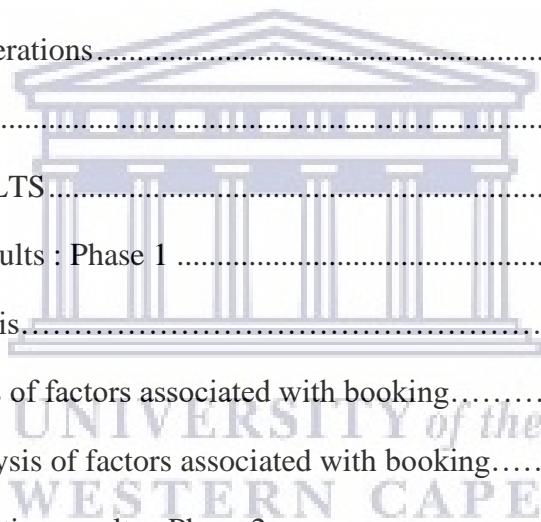 erations
LTS
ults : Phase 1
is
s of factors associated with booking
UNIVERSITY of the
ysis of factors associated with booking
WESTERN CAPE